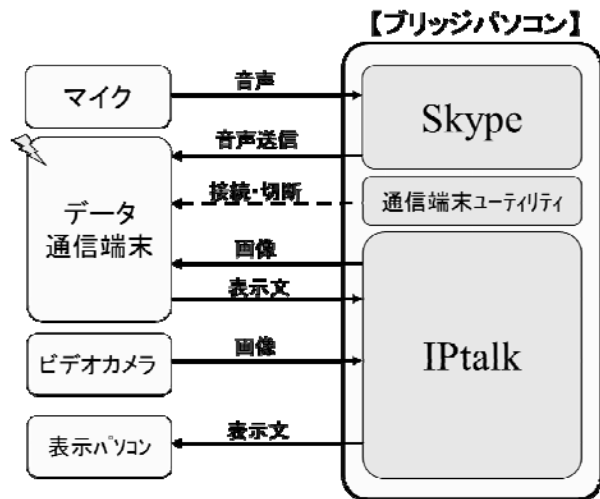 【ブリッジパソコン】
マイク
音声
Skype
音声送信
データ
通信端末
接続・切断
通信端末ユーティリティ
画像
表示文
ビデオカメラ
画像
IPtalk
表示パソコン
表示文